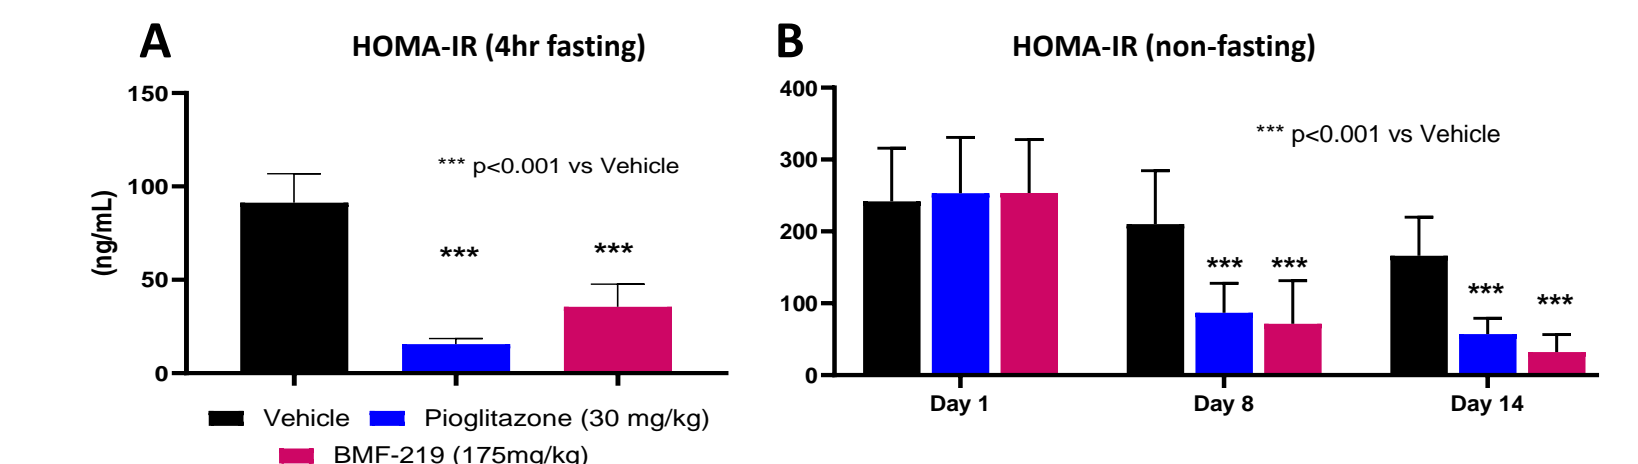 A
HOMA-IR (4hr fasting)
150
100
50
0
(ng/mL)
*** p<0.001 vs Vehicle
***
***
Vehicle
Pioglitazone (30 mg/kg)
BMF-219 (175mg/kg)
B
HOMA-IR (non-fasting)
400
300
200
100
0
*** p<0.001 vs Vehicle
***
***
***
***
Day 1
Day 8
Day 14